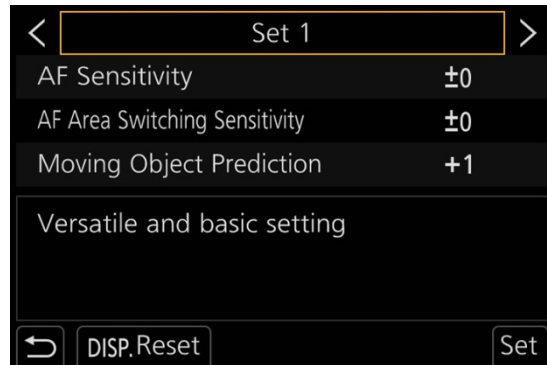 Set 1
AF Sensitivity ±0
AF Area Switching Sensitivity ±0
Moving Object Prediction +1
Versatile and basic setting
DISP. Reset Set